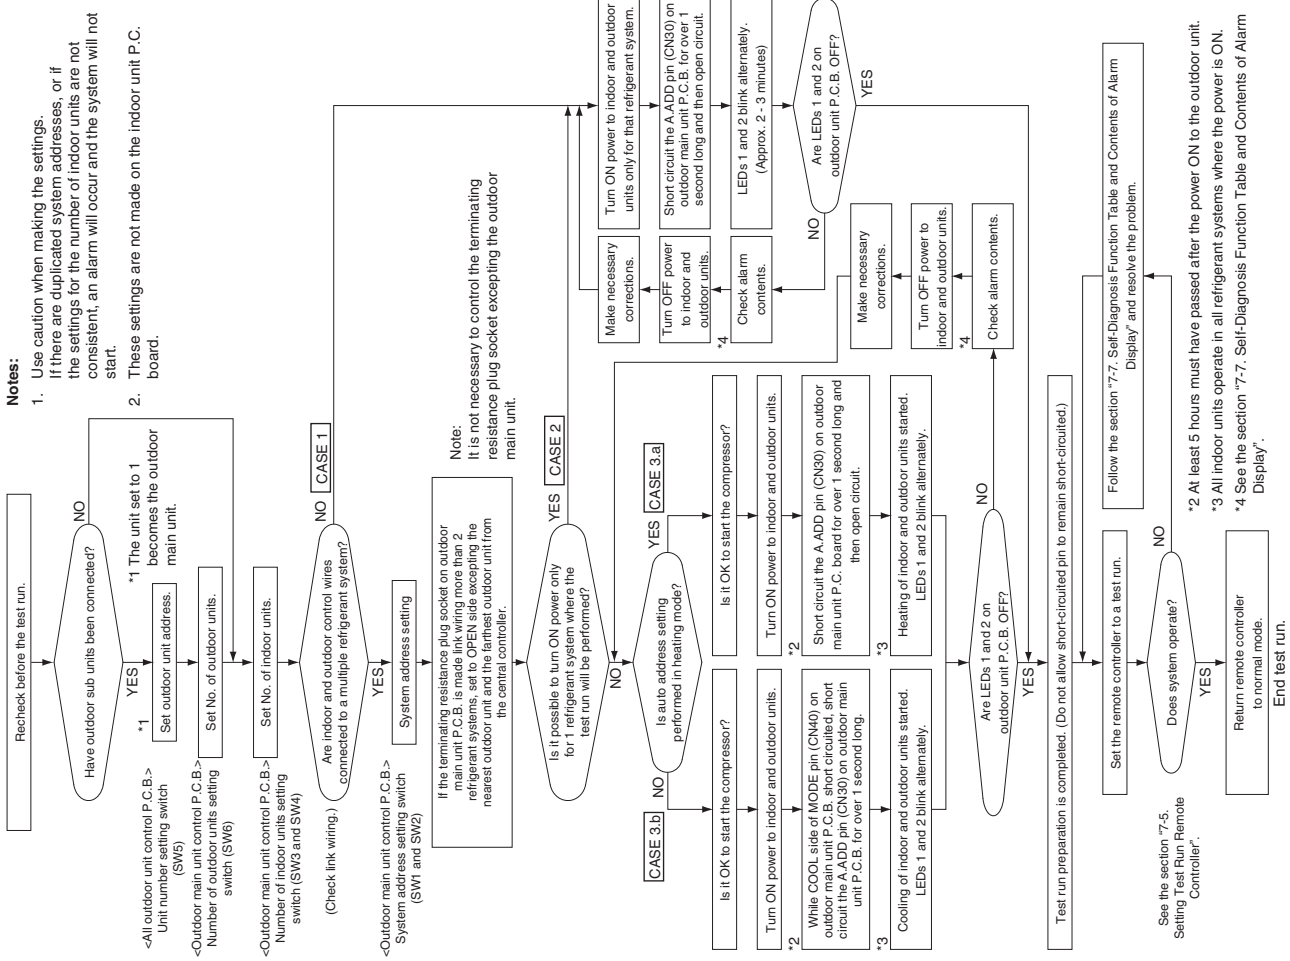 Notes:
1. Use caution when making the settings.
If there are duplicated system addresses, or if
the settings for the number of indoor units are not
consistent, an alarm will occur and the system will not
start.
2. These settings are not made on the indoor unit P.C.
board.
Recheck before the test run.
Have outdoor sub units been connected?
NO
YES
*1 The unit set to 1
becomes the outdoor
main unit.
*1
<All outdoor unit control P.C.B.>
Unit number setting switch
(SW5)
Set outdoor unit address.
<Outdoor main unit control P.C.B.>
Number of outdoor units setting
switch (SW6)
Set No. of outdoor units.
<Outdoor main unit control P.C.B.>
Number of indoor units setting
switch (SW3 and SW4)
Set No. of indoor units.
(Check link wiring.)
Are indoor and outdoor control wires
connected to a multiple refrigerant system?
NO
CASE 1
YES
<Outdoor main unit control P.C.B.>
System address setting switch
(SW1 and SW2)
System address setting
If the terminating resistance plug socket on outdoor
main unit P.C.B. is made link wiring more than 2
refrigerant systems, set to OPEN side excepting the
nearest outdoor unit and the farthest outdoor unit from
the central controller.
Note:
It is not necessary to control the terminating
resistance plug socket excepting the outdoor
main unit.
Is it possible to turn ON power only
for 1 refrigerant system where the
test run will be performed?
YES
CASE 2
NO
Is auto address setting
performed in heating mode?
NO
CASE 3.b
YES
CASE 3.a
Is it OK to start the compressor?
Turn ON power to indoor and outdoor units.
*2
While COOL side of MODE pin (CN40) on
outdoor main unit P.C.B. short circuited, short
circuit the A.ADD pin (CN30) on outdoor main
unit P.C.B. for over 1 second long.
*3
Cooling of indoor and outdoor units started.
LEDs 1 and 2 blink alternately.
Is it OK to start the compressor?
Turn ON power to indoor and outdoor units.
*2
Short circuit the A.ADD pin (CN30) on outdoor
main unit P.C. board for over 1 second long and
then open circuit.
*3
Heating of indoor and outdoor units started.
LEDs 1 and 2 blink alternately.
Turn ON power to indoor and outdoor
units only for that refrigerant system.
Short circuit the A.ADD pin (CN30) on
outdoor main unit P.C.B. for over 1
second long and then open circuit.
LEDs 1 and 2 blink alternately.
(Approx. 2 - 3 minutes)
Are LEDs 1 and 2 on
outdoor unit P.C.B. OFF?
NO
YES
Make necessary
corrections.
Turn OFF power
to indoor and
outdoor units.
*4
Check alarm
contents.
Make necessary
corrections.
Turn OFF power to
indoor and outdoor units.
*4
Check alarm contents.
Are LEDs 1 and 2 on
outdoor unit P.C.B. OFF?
NO
YES
Test run preparation is completed. (Do not allow short-circuited pin to remain short-circuited.)
See the section "7-5.
Setting Test Run Remote
Controller".
Set the remote controller to a test run.
Does system operate?
NO
YES
Follow the section "7-7. Self-Diagnosis Function Table and Contents of Alarm
Display" and resolve the problem.
Return remote controller
to normal mode.
End test run.
*2 At least 5 hours must have passed after the power ON to the outdoor unit.
*3 All indoor units operate in all refrigerant systems where the power is ON.
*4 See the section "7-7. Self-Diagnosis Function Table and Contents of Alarm
Display".